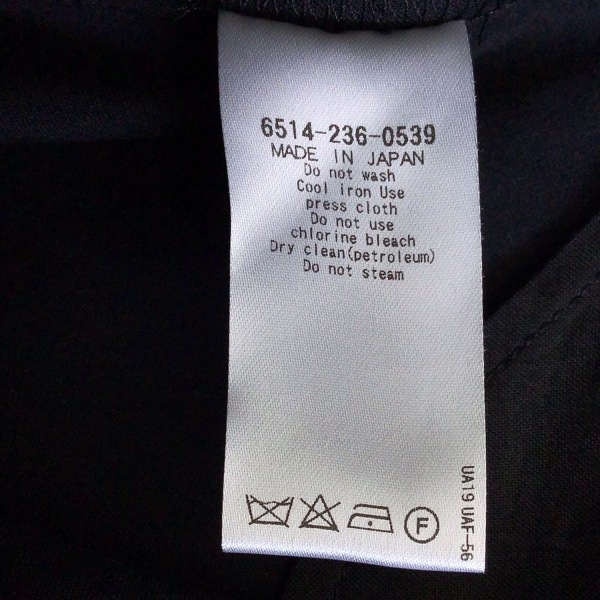 6514-236-0539
MADE IN JAPAN
Do not wash
Cool iron Use
press cloth
Do not use
chlorine bleach
Dry clean(petroleum)
Do not steam
F
UA19 UAF-56